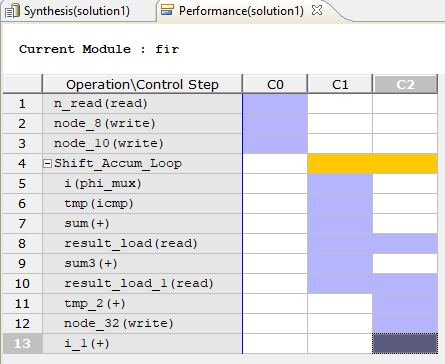 Synthesis(solution1) Performance(solution1)
Current Module : fir
Operation\Control Step C0 C1 C2
1 n_read(read)
2 node_8(write)
3 node_10(write)
4 Shift_Accum_Loop
5 i(phi_mux)
6 tmp(icmp)
7 sum(+)
8 result_load(read)
9 sum3(+)
10 result_load_1(read)
11 tmp_2(+)
12 node_32(write)
13 i_1(+)